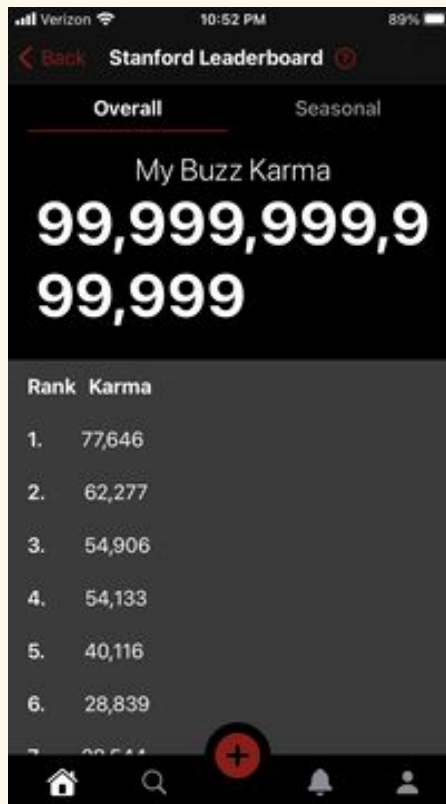 Verizon 10:52 PM 89%
Back Stanford Leaderboard ?
Overall Seasonal
My Buzz Karma
99,999,999,9
99,999
Rank Karma
1. 77,646
2. 62,277
3. 54,906
4. 54,133
5. 40,116
6. 28,839